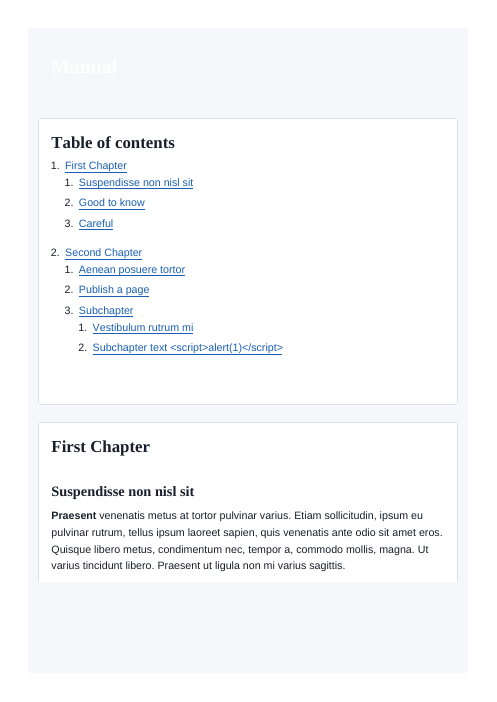 Manual
Table of contents
1. First Chapter
1. Suspendisse non nisl sit
2. Good to know
3. Careful
2. Second Chapter
1. Aenean posuere tortor
2. Publish a page
3. Subchapter
1. Vestibulum rutrum mi
2. Subchapter text <script>alert(1)</script>
First Chapter
Suspendisse non nisl sit
Praesent venenatis metus at tortor pulvinar varius. Etiam sollicitudin, ipsum eu
pulvinar rutrum, tellus ipsum laoreet sapien, quis venenatis ante odio sit amet eros.
Quisque libero metus, condimentum nec, tempor a, commodo mollis, magna. Ut
varius tincidunt libero. Praesent ut ligula non mi varius sagittis.